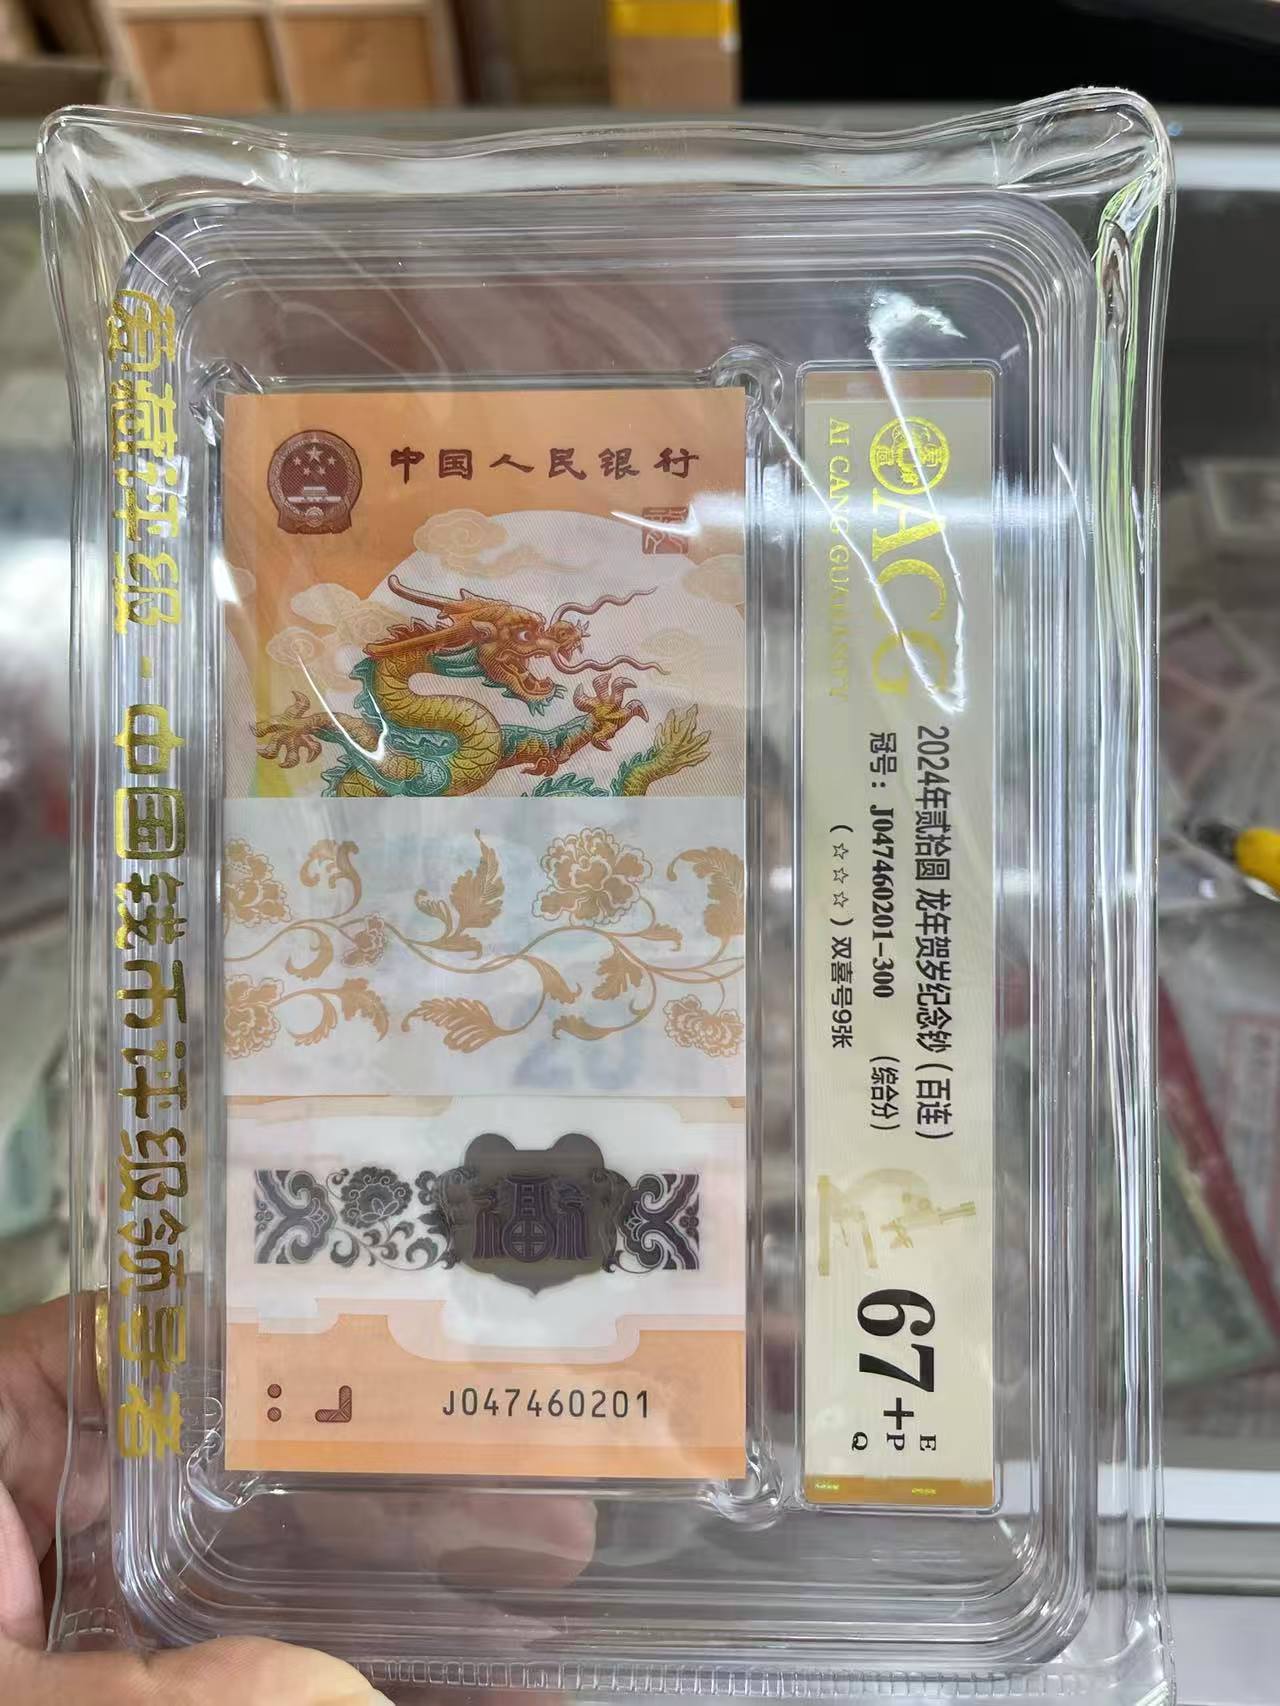 爱藏评级 - 中国钱币评级领导者
中国人民银行
福
J047460201
ACG
AI CANG GUARANTY
2024年贰拾圆 龙年贺岁纪念钞（百连）
冠号：J047460201-300 （综合分）
（☆☆☆☆）双喜号9张
67+
E
P
Q